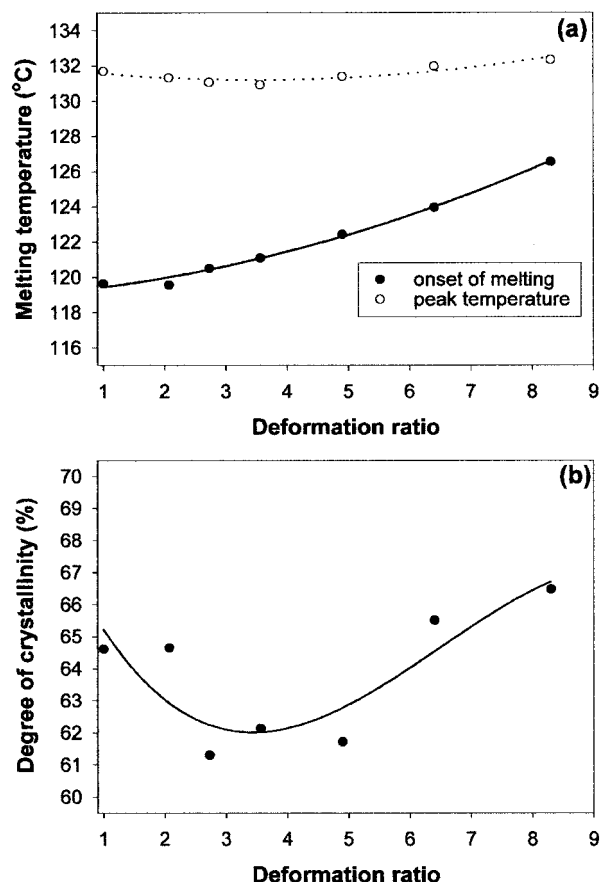 (a)
134
132
130
128
126
124
122
120
118
116
Melting temperature (°C)
● onset of melting
○ peak temperature
1 2 3 4 5 6 7 8 9
Deformation ratio
(b)
70
69
68
67
66
65
64
63
62
61
60
Degree of crystallinity (%)
1 2 3 4 5 6 7 8 9
Deformation ratio